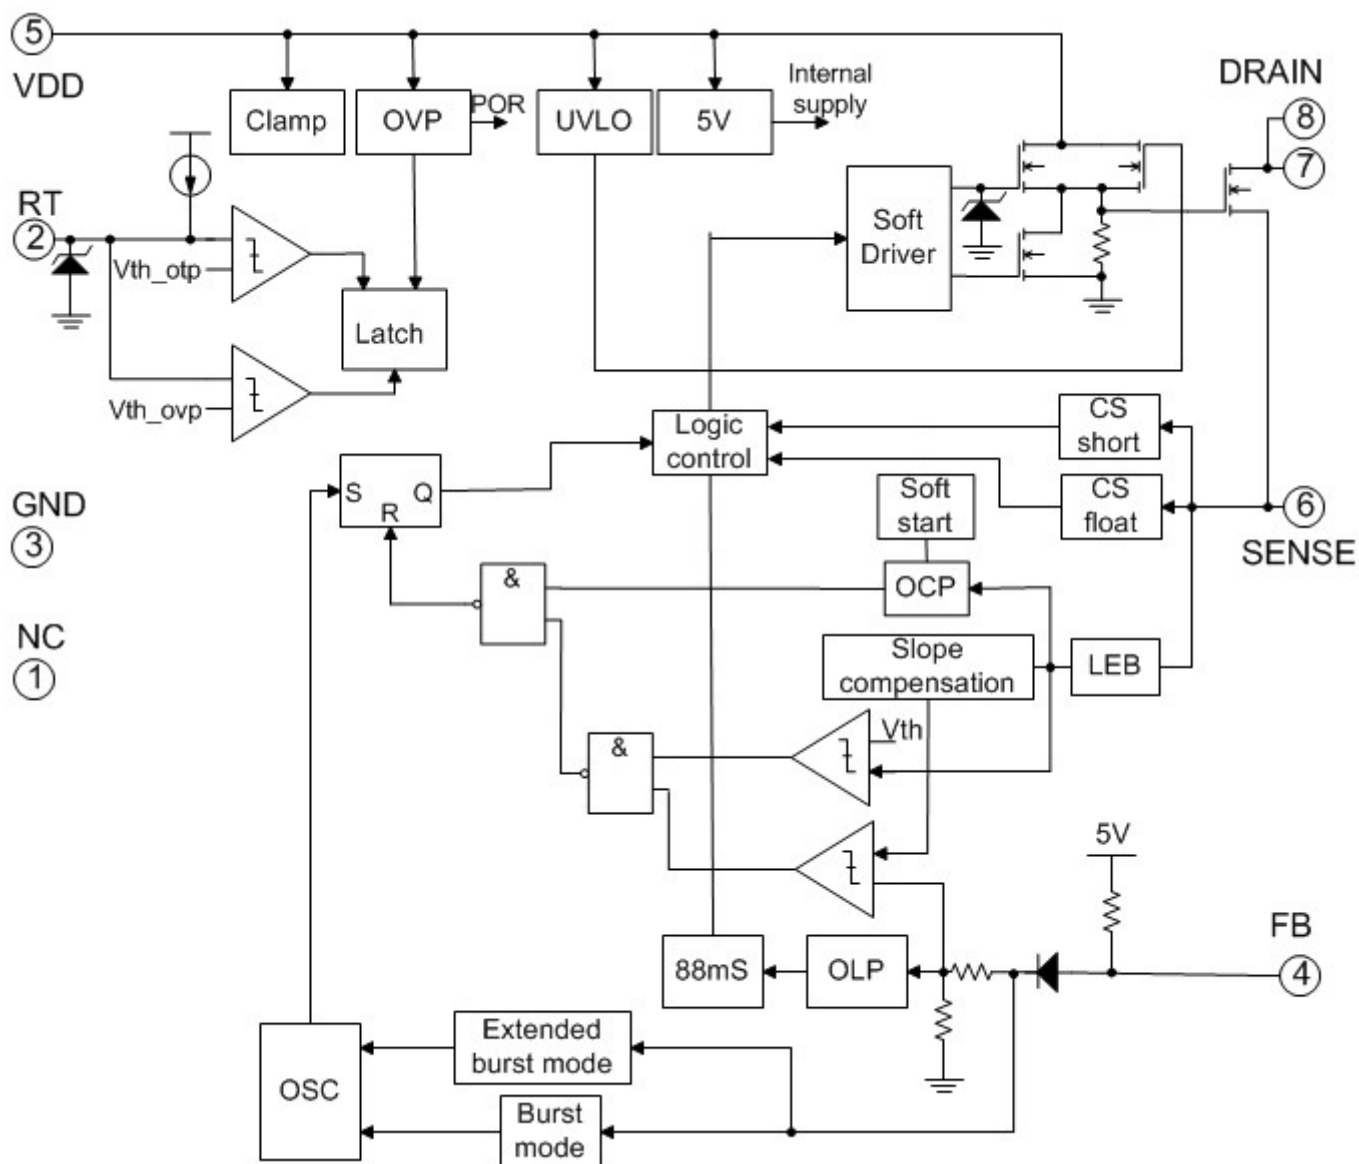 5
VDD
Clamp
OVP
POR
UVLO
5V
Internal
supply
DRAIN
8
7
RT
2
Vth_otp
Latch
Vth_ovp
Soft
Driver
Logic
control
CS
short
CS
float
S
Q
R
Soft
start
6
SENSE
GND
3
&
OCP
NC
1
Slope
compensation
LEB
Vth
&
5V
FB
4
88mS
OLP
Extended
burst mode
OSC
Burst
mode